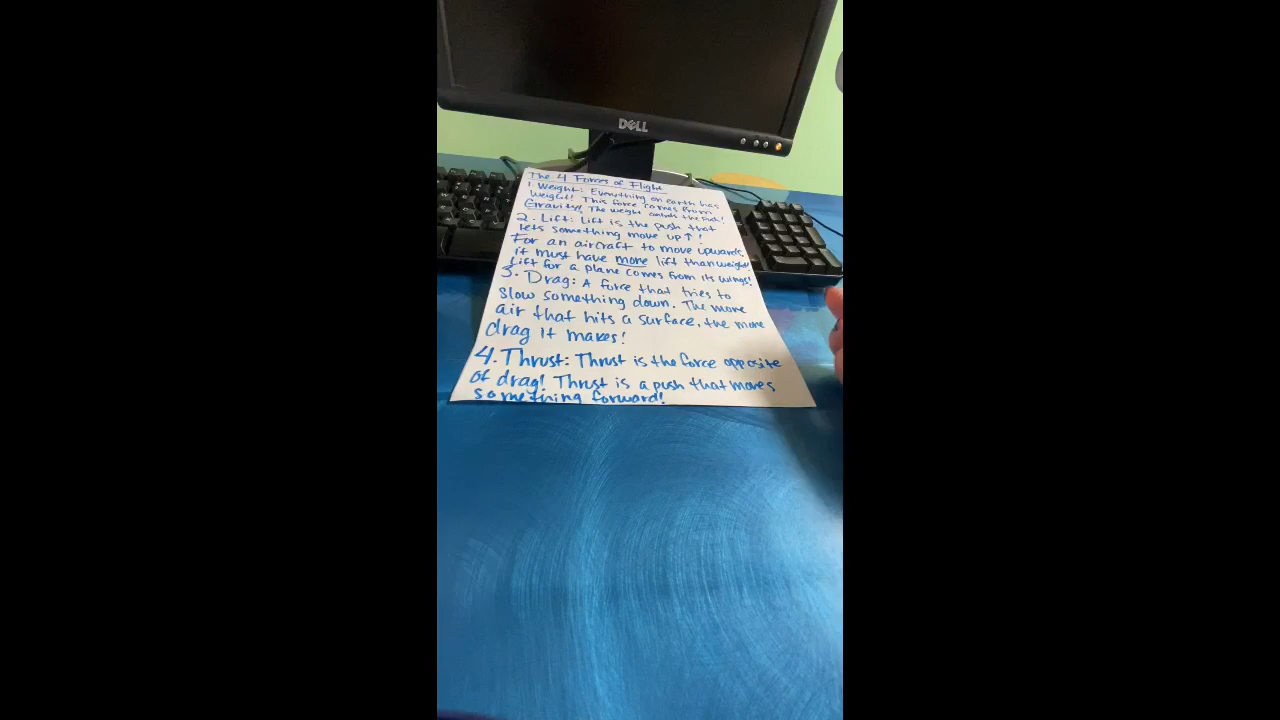 DELL
The 4 Forces of Flight
1. Weight: Everything on earth has
Weight! This force comes from
Gravity!! The weight controls the
2. Lift: Lift is the push that
lets something move up ↑!
For an aircraft to move upwards,
it must have more lift than weight!
Lift for a plane comes from its wings!
3. Drag: A force that tries to
slow something down. The more
air that hits a surface, the more
drag it makes!
4. Thrust: Thrust is the force opposite
of drag! Thrust is a push that moves
something forward!